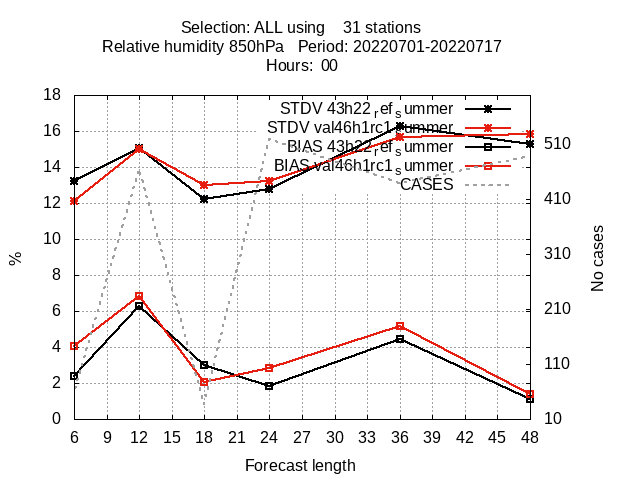 Selection: ALL using    31 stations
Relative humidity 850hPa   Period: 20220701-20220717
Hours:  00
18
16
14
12
10
8
6
4
2
0
%
STDV 43h22_ref_summer
STDV val46h1rc1_summer
BIAS 43h22_ref_summer
BIAS val46h1rc1_summer
CASES
510
410
310
210
110
10
No cases
6 9 12 15 18 21 24 27 30 33 36 39 42 45 48
Forecast length